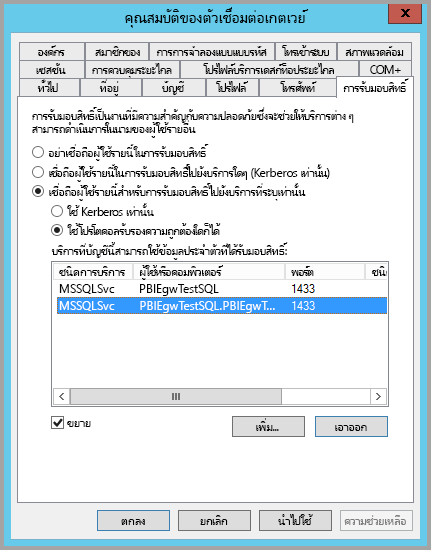 คุณสมบัติของตัวเชื่อมต่อเกตเวย์
x
องค์กร สมาชิกของ การการจำลองแบบแบบรหัส โทรเข้าระบบ สภาพแวดล้อม
เซสชัน การควบคุมระยะไกล โปรไฟล์บริการเดสก์ท็อประยะไกล COM+
ทั่วไป ที่อยู่ บัญชี โปรไฟล์ โทรศัพท์ การรับมอบสิทธิ์
การรับมอบสิทธิ์เป็นงานที่มีความสำคัญกับความปลอดภัยซึ่งจะช่วยให้บริการต่าง ๆ
สามารถดำเนินการในนามของผู้ใช้รายอื่น
อย่าเชื่อถือผู้ใช้รายนี้ในการรับมอบสิทธิ์
เชื่อถือผู้ใช้รายนี้ในการรับมอบสิทธิ์ไปยังบริการใดๆ (Kerberos เท่านั้น)
เชื่อถือผู้ใช้รายนี้สำหรับการรับมอบสิทธิ์ไปยังบริการที่ระบุเท่านั้น
ใช้ Kerberos เท่านั้น
ใช้โปรโตคอลรับรองความถูกต้องใดก็ได้
บริการที่บัญชีนี้สามารถใช้ข้อมูลประจำตัวที่ได้รับมอบสิทธิ์:
ชนิดการบริการ ผู้ใช้หรือคอมพิวเตอร์ พอร์ต ชนิด
MSSQLSvc PBIEgwTestSQL 1433
MSSQLSvc PBIEgwTestSQL.PBIEgwT... 1433
ขยาย เพิ่ม... เอาออก
ตกลง ยกเลิก นำไปใช้ ความช่วยเหลือ